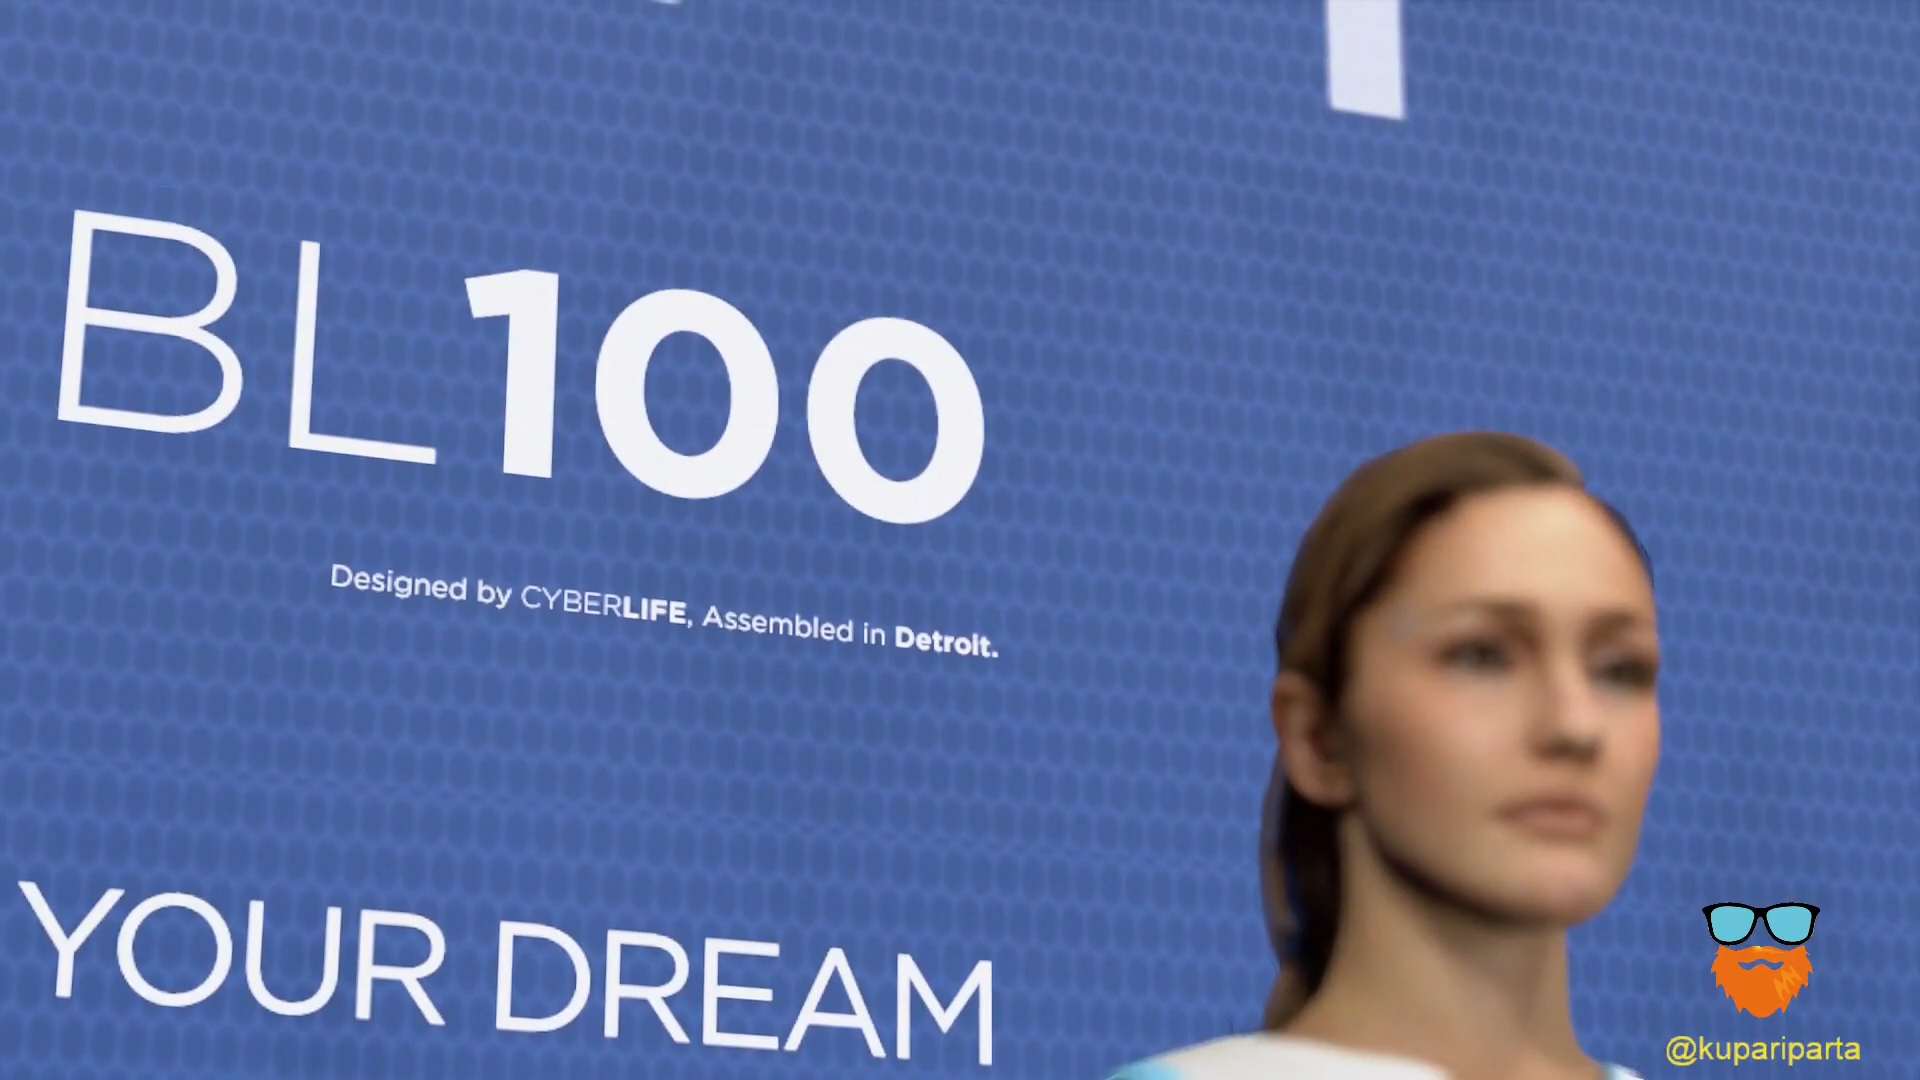 BL100
Designed by CYBERLIFE, Assembled in Detroit.
YOUR DREAM
@kupariparta